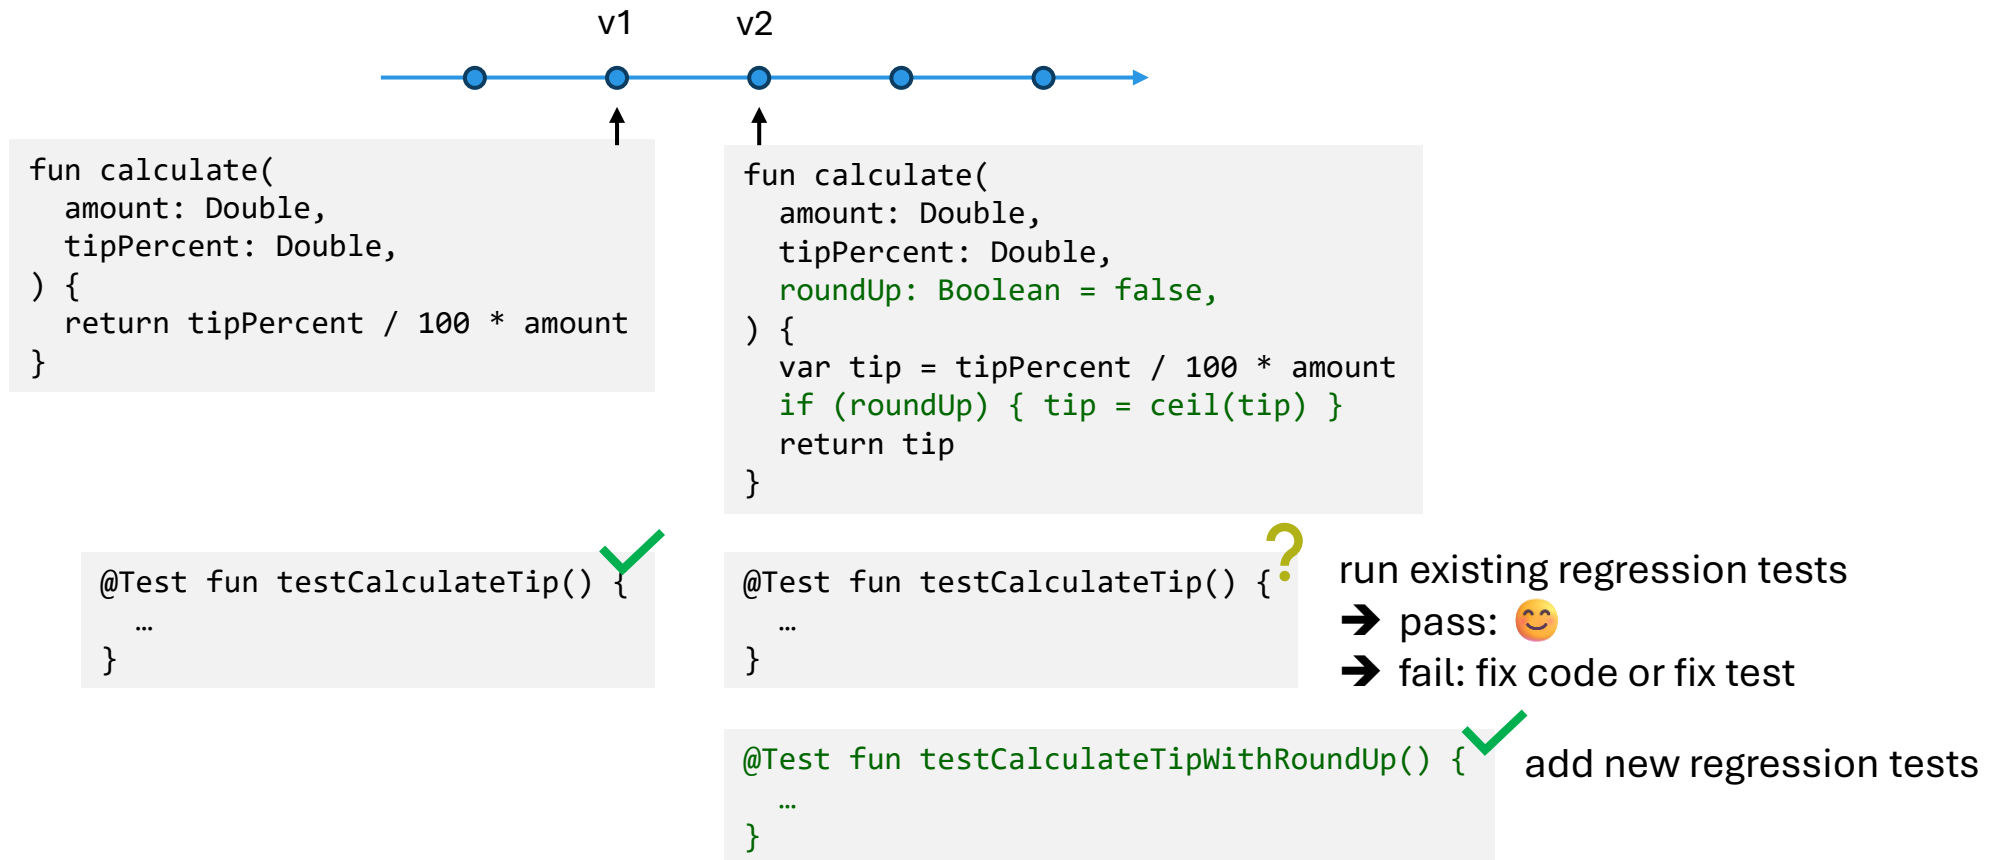 v1
v2
fun calculate(
  amount: Double,
  tipPercent: Double,
) {
  return tipPercent / 100 * amount
}
fun calculate(
  amount: Double,
  tipPercent: Double,
  roundUp: Boolean = false,
) {
  var tip = tipPercent / 100 * amount
  if (roundUp) { tip = ceil(tip) }
  return tip
}
@Test fun testCalculateTip() {
  …
}
@Test fun testCalculateTip() {
  …
}
?
run existing regression tests
➔ pass: 😊
➔ fail: fix code or fix test
@Test fun testCalculateTipWithRoundUp() {
  …
}
add new regression tests